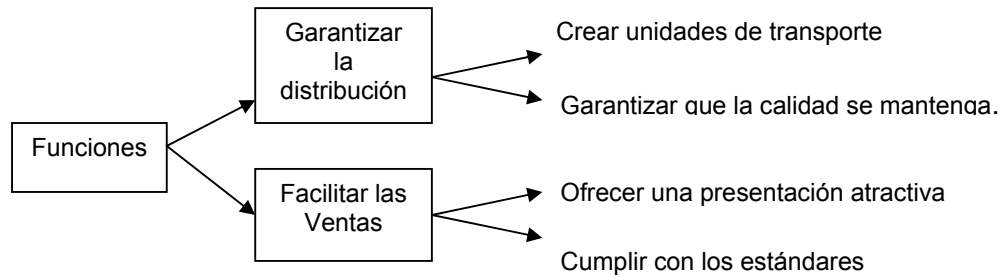 Funciones
Garantizar
la
distribución
Crear unidades de transporte
Garantizar que la calidad se mantenga.
Facilitar las
Ventas
Ofrecer una presentación atractiva
Cumplir con los estándares